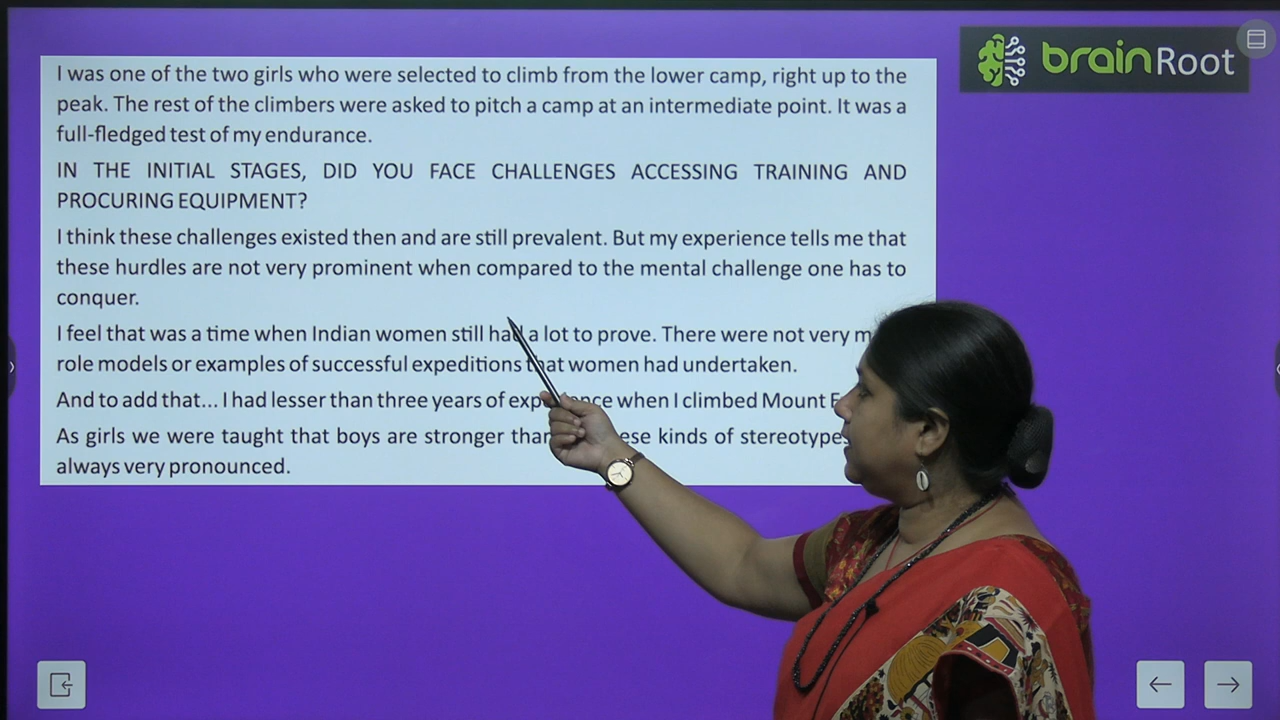 brainRoot
I was one of the two girls who were selected to climb from the lower camp, right up to the
peak. The rest of the climbers were asked to pitch a camp at an intermediate point. It was a
full-fledged test of my endurance.
IN THE INITIAL STAGES, DID YOU FACE CHALLENGES ACCESSING TRAINING AND
PROCURING EQUIPMENT?
I think these challenges existed then and are still prevalent. But my experience tells me that
these hurdles are not very prominent when compared to the mental challenge one has to
conquer.
I feel that was a time when Indian women still had a lot to prove. There were not very
role models or examples of successful expeditions that women had undertaken.
And to add that... I had lesser than three years of when I climbed Mount
As girls we were taught that boys are stronger kinds of
always very pronounced.